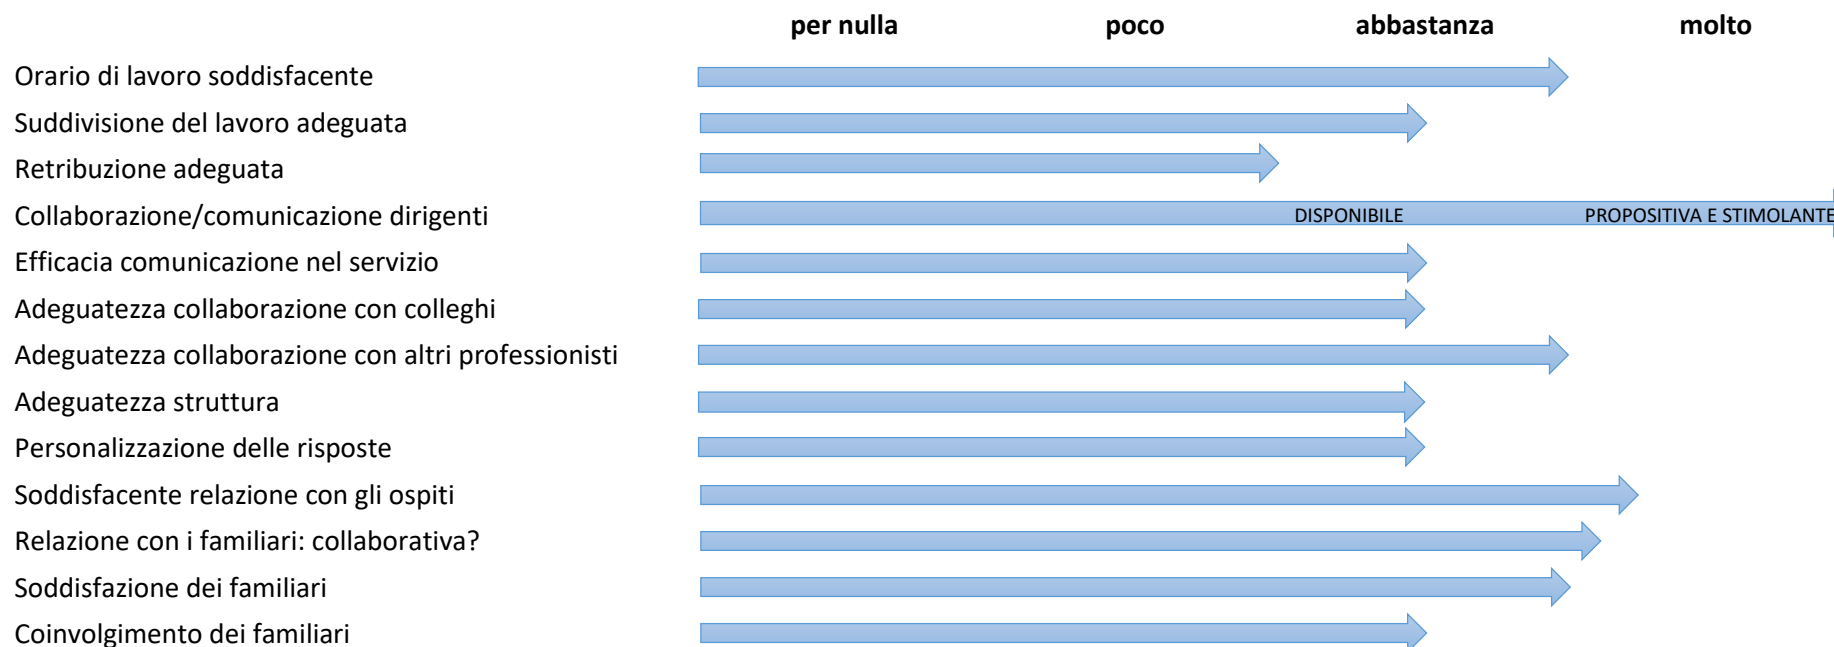 per nulla poco abbastanza molto
Orario di lavoro soddisfacente
Suddivisione del lavoro adeguata
Retribuzione adeguata
Collaborazione/comunicazione dirigenti DISPONIBILE PROPOSITIVA E STIMOLANTE
Efficacia comunicazione nel servizio
Adeguatezza collaborazione con colleghi
Adeguatezza collaborazione con altri professionisti
Adeguatezza struttura
Personalizzazione delle risposte
Soddisfacente relazione con gli ospiti
Relazione con i familiari: collaborativa?
Soddisfazione dei familiari
Coinvolgimento dei familiari